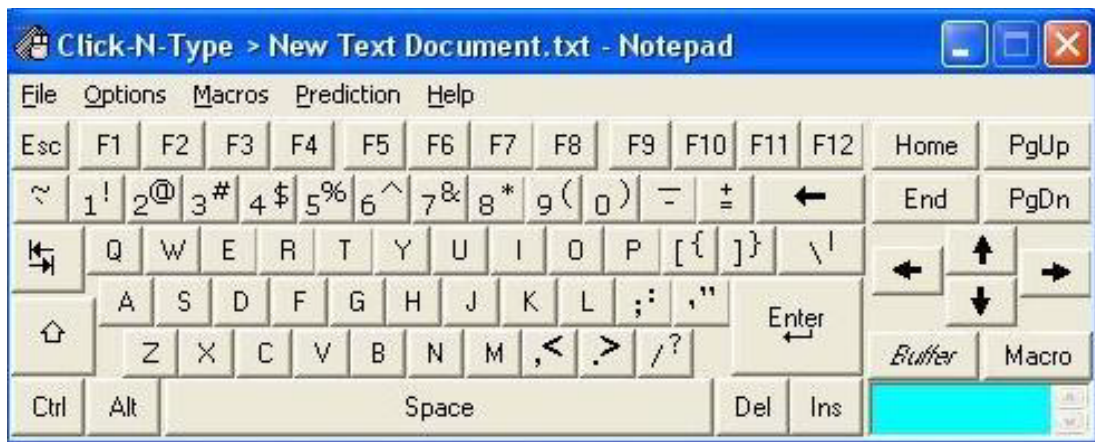 Click-N-Type > New Text Document.txt - Notepad
File Options Macros Prediction Help
Esc F1 F2 F3 F4 F5 F6 F7 F8 F9 F10 F11 F12 Home PgUp
~ 1! 2@ 3# 4$ 5% 6^ 7& 8* 9( 0) - _ + = ← End PgDn
Q W E R T Y U I O P [{ ]} \|
A S D F G H J K L ;: '" Enter
Z X C V B N M ,< .> /? Buffer Macro
Ctrl Alt Space Del Ins